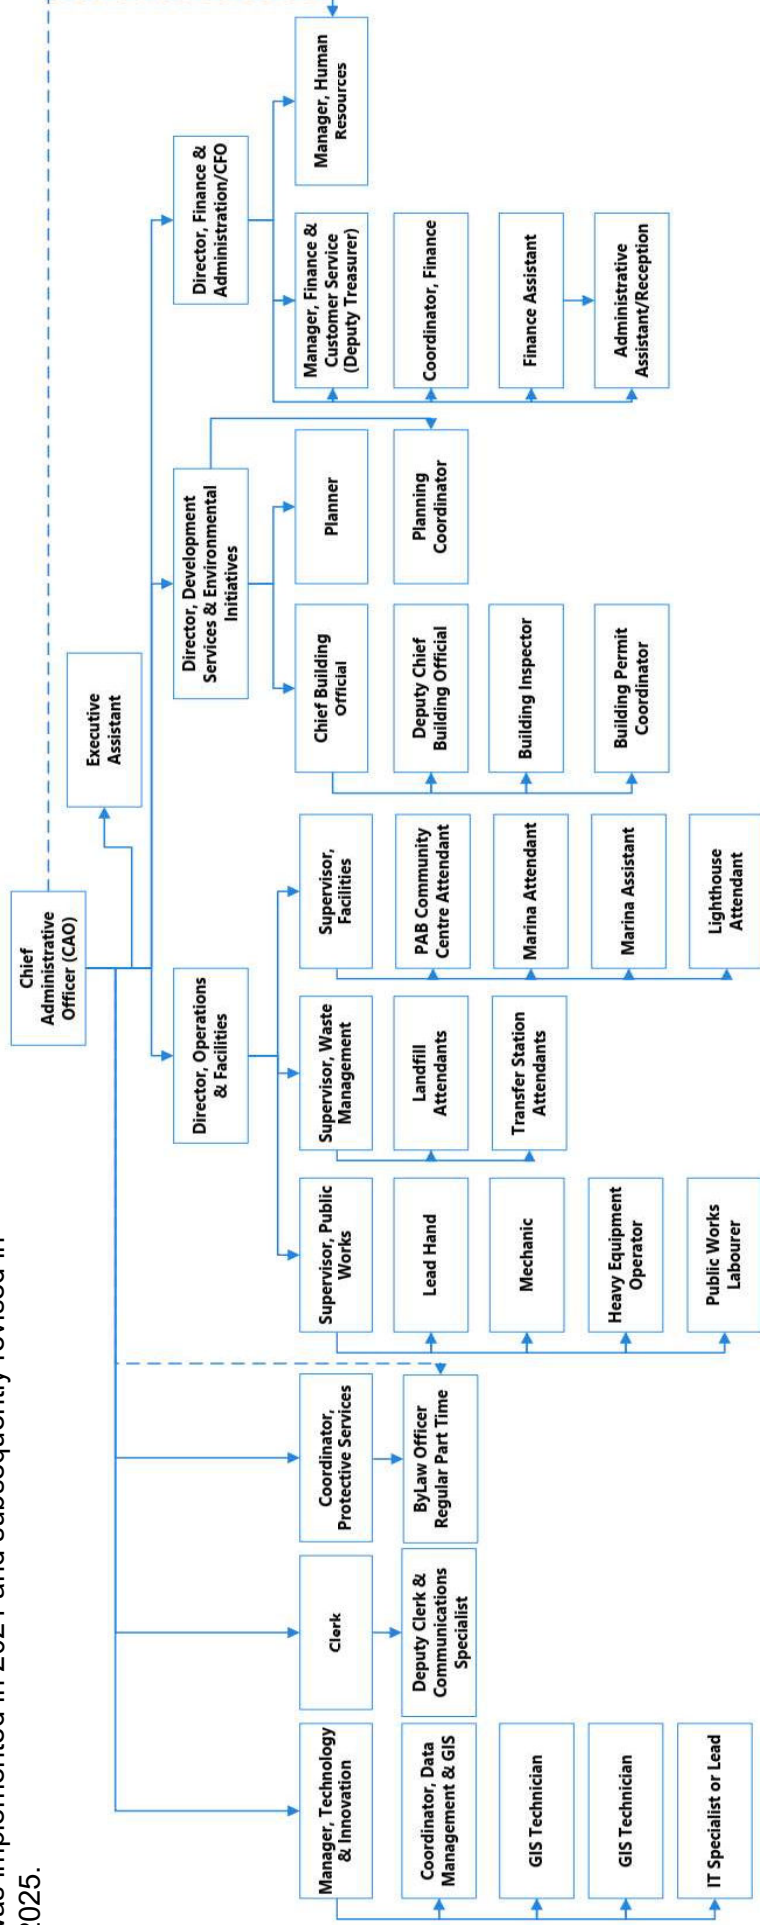 was implemented in and subsequently revised in
2025.
Chief
Administrative
Officer (CAO)
Executive
Assistant
Director, Operations
& Facilities
Director, Development
Services & Environmental
Initiatives
Director, Finance &
Administration/CFO
Manager, Technology
& Innovation
Coordinator, Data
Management & GIS
GIS Technician
GIS Technician
IT Specialist or Lead
Clerk
Deputy Clerk &
Communications
Specialist
Coordinator,
Protective Services
ByLaw Officer
Regular Part Time
Supervisor, Public
Works
Lead Hand
Mechanic
Heavy Equipment
Operator
Public Works
Labourer
Supervisor, Waste
Management
Landfill
Attendants
Transfer Station
Attendants
Supervisor,
Facilities
PAB Community
Centre Attendant
Marina Attendant
Marina Assistant
Lighthouse
Attendant
Chief Building
Official
Deputy Chief
Building Official
Building Inspector
Building Permit
Coordinator
Planner
Planning
Coordinator
Manager, Finance &
Customer Service
(Deputy Treasurer)
Coordinator, Finance
Finance Assistant
Administrative
Assistant/Reception
Manager, Human
Resources